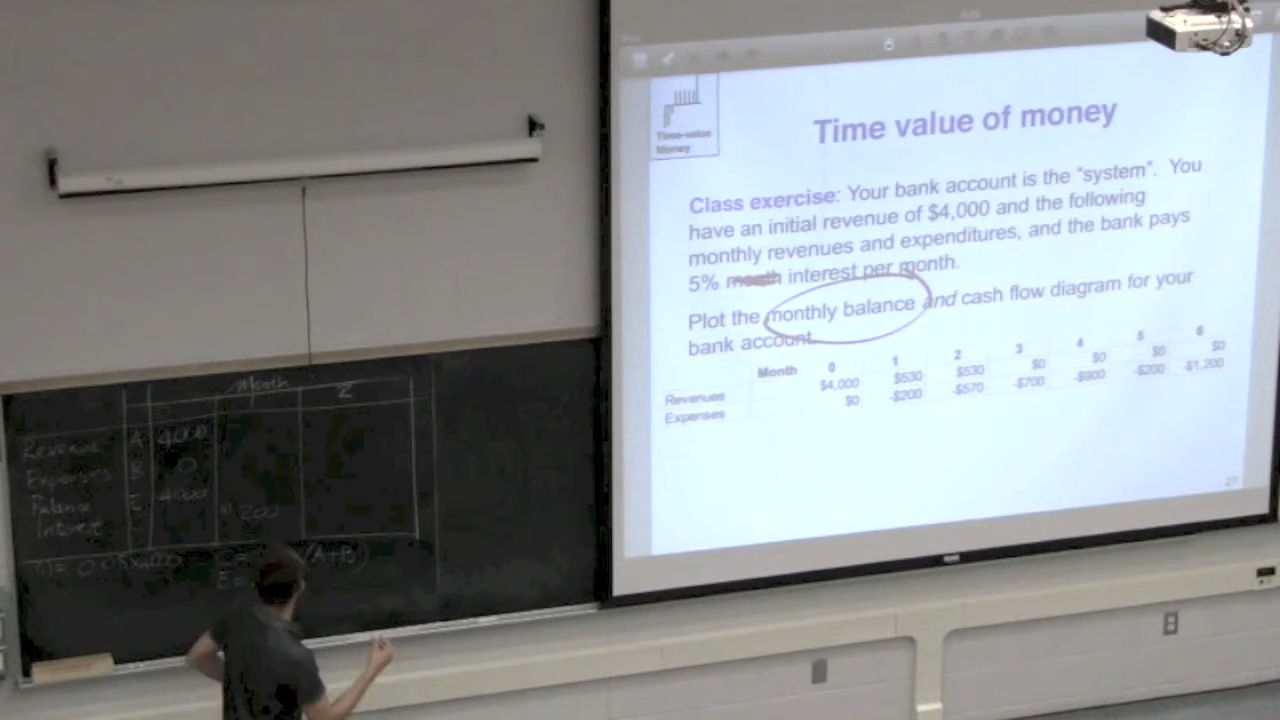 Time-value
Money
Time value of money
Class exercise: Your bank account is the “system”. You
have an initial revenue of $4,000 and the following
monthly revenues and expenditures, and the bank pays
5% month interest per month.
Plot the monthly balance and cash flow diagram for your
bank account.
Month 0 1 2 3 4 5 6
Revenues $4,000 $530 $530 $0 $0 $0 $0
Expenses $0 -$200 -$570 -$700 -$900 -$200 -$1,200
27
Month
2
Revenue A 4000
Expenses B 0
Balance E 4000
Interest 200
(A+B)
E=